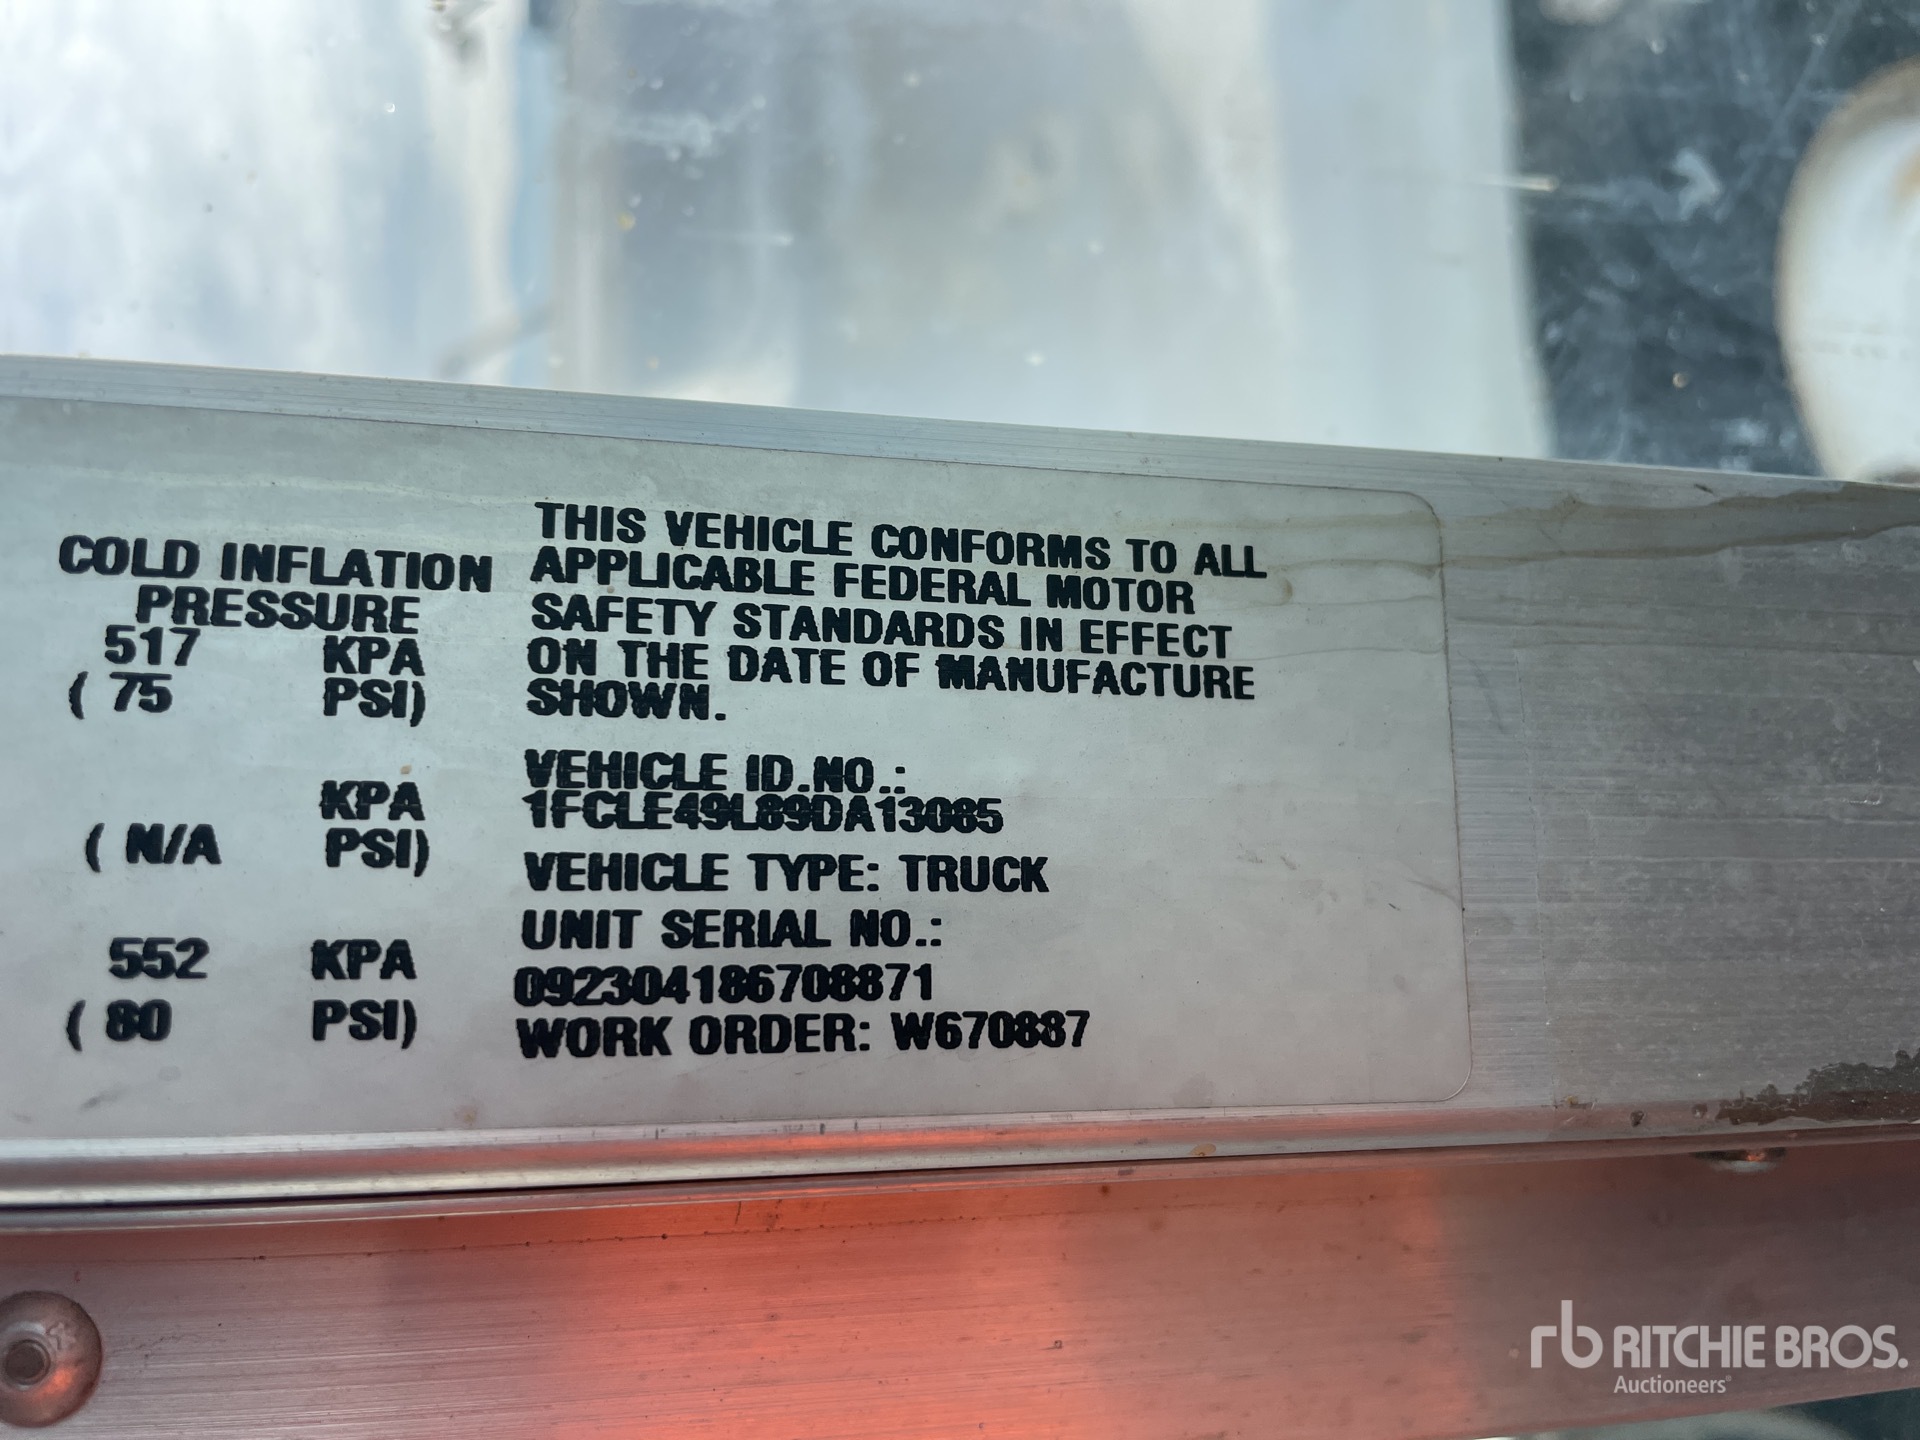 COLD INFLATION
PRESSURE
517 KPA
( 75 PSI)
KPA
( N/A PSI)
552 KPA
( 80 PSI)
THIS VEHICLE CONFORMS TO ALL
APPLICABLE FEDERAL MOTOR
SAFETY STANDARDS IN EFFECT
ON THE DATE OF MANUFACTURE
SHOWN.
VEHICLE ID.NO.:
1FCLE49L89DA13085
VEHICLE TYPE: TRUCK
UNIT SERIAL NO.:
092304186708871
WORK ORDER: W670887
rb RITCHIE BROS.
Auctioneers